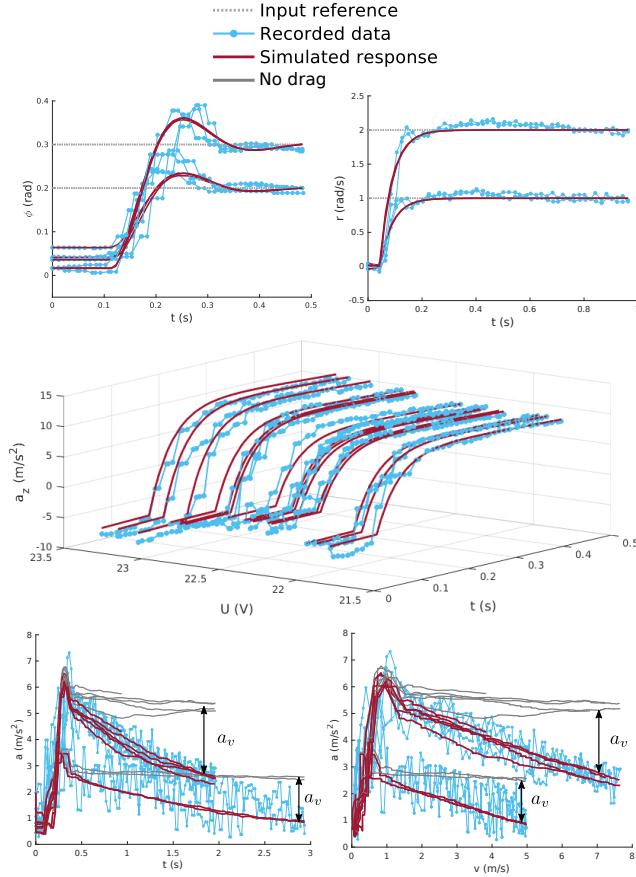 Input reference
Recorded data
Simulated response
No drag
0.4
0.3
0.2
0.1
0
ϕ (rad)
0 0.1 0.2 0.3 0.4 0.5
t (s)
2.5
2
1.5
1
0.5
0
-0.5
r (rad/s)
0 0.2 0.4 0.6 0.8 1
t (s)
15
10
5
0
-5
-10
a_z (m/s²)
23.5 23 22.5 22 21.5
U (V)
0 0.1 0.2 0.3 0.4 0.5
t (s)
8
7
6
5
4
3
2
1
0
a (m/s²)
a_v
a_v
0 0.5 1 1.5 2 2.5 3
t (s)
8
7
6
5
4
3
2
1
0
a (m/s²)
a_v
a_v
0 1 2 3 4 5 6 7 8
v (m/s)